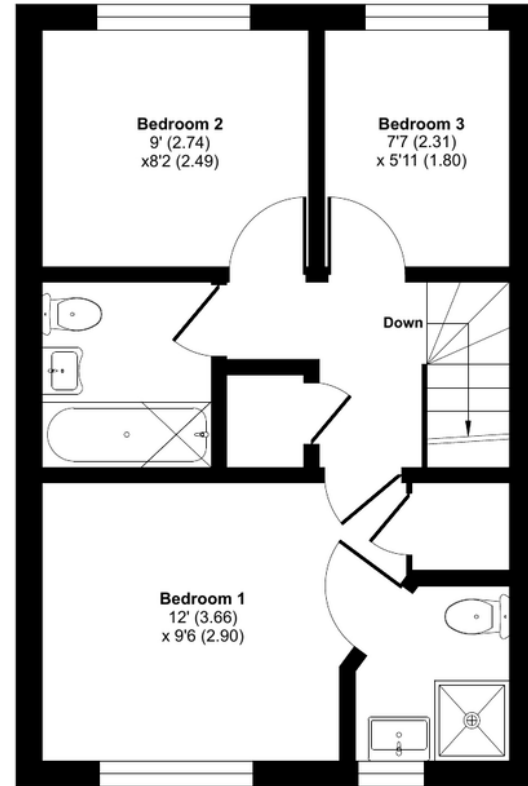 Bedroom 2
9' (2.74)
x8'2 (2.49)
Bedroom 3
7'7 (2.31)
x 5'11 (1.80)
Down
Bedroom 1
12' (3.66)
x 9'6 (2.90)